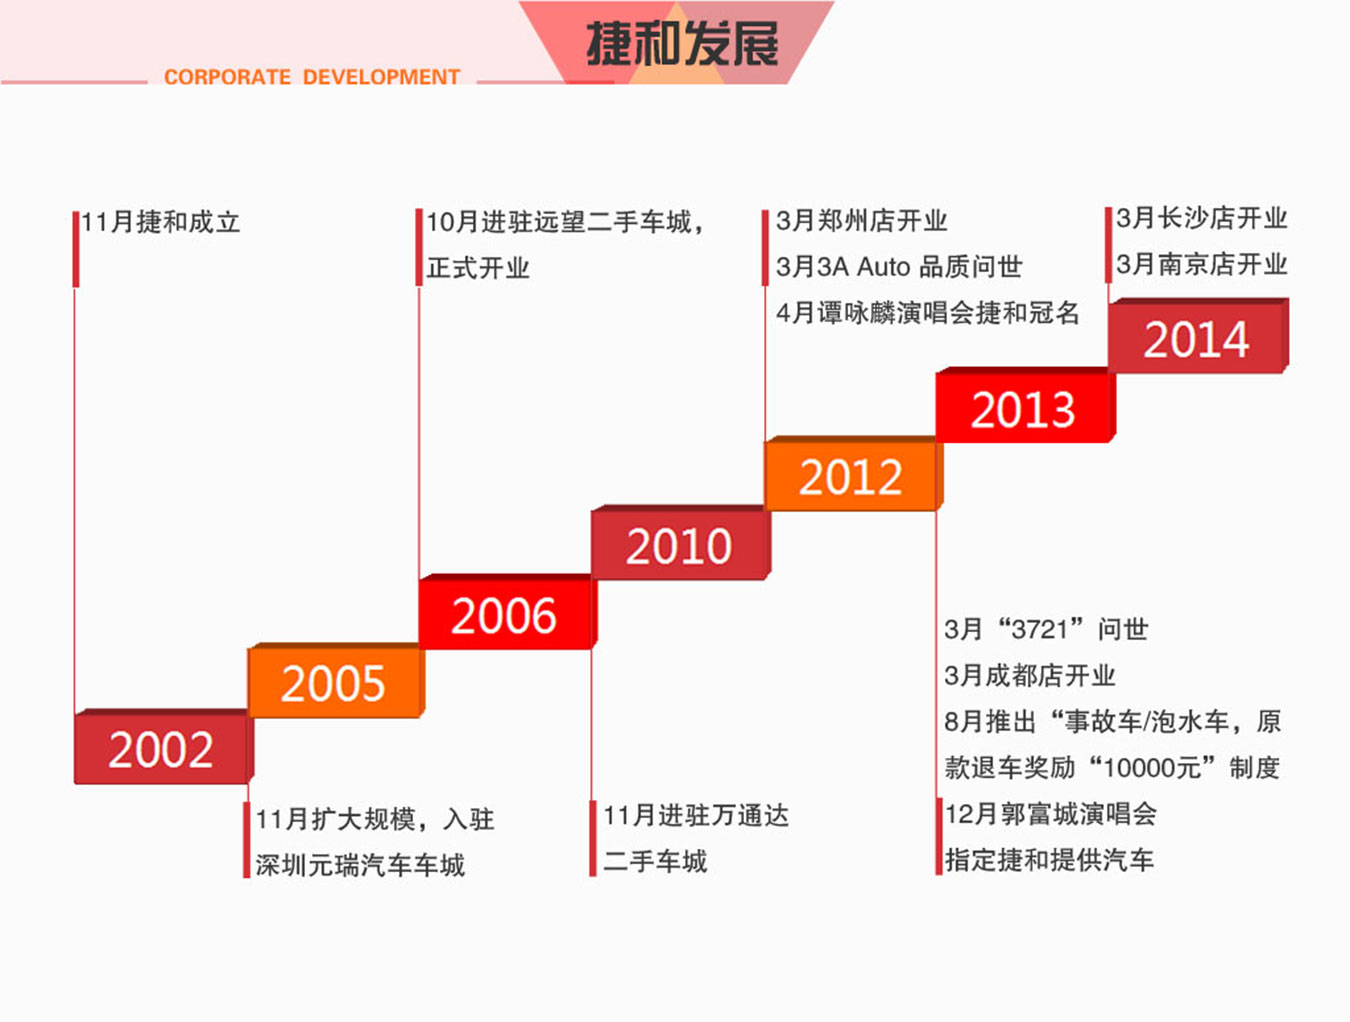 捷和发展
CORPORATE DEVELOPMENT
11月捷和成立
2002
11月扩大规模，入驻
深圳元瑞汽车车城
2005
10月进驻远望二手车城，
正式开业
2006
11月进驻万通达
二手车城
2010
3月郑州店开业
3月3A Auto 品质问世
4月谭咏麟演唱会捷和冠名
2012
3月“3721”问世
3月成都店开业
8月推出“事故车/泡水车，原
款退车奖励“10000元”制度
12月郭富城演唱会
指定捷和提供汽车
2013
3月长沙店开业
3月南京店开业
2014